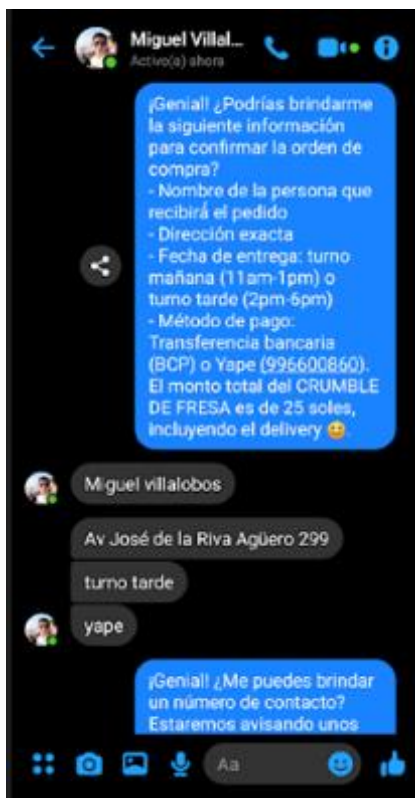 Miguel Villal...
Activo(a) ahora
¡Genial! ¿Podrías brindarme
la siguiente información
para confirmar la orden de
compra?
- Nombre de la persona que
recibirá el pedido
- Dirección exacta
- Fecha de entrega: turno
mañana (11am-1pm) o
turno tarde (2pm-6pm)
- Método de pago:
Transferencia bancaria
(BCP) o Yape (996600860).
El monto total del CRUMBLE
DE FRESA es de 25 soles,
incluyendo el delivery 😊.
Miguel villalobos
Av José de la Riva Agüero 299
turno tarde
yape
¡Genial! ¿Me puedes brindar
un número de contacto?
Estaremos avisando unos
Aa